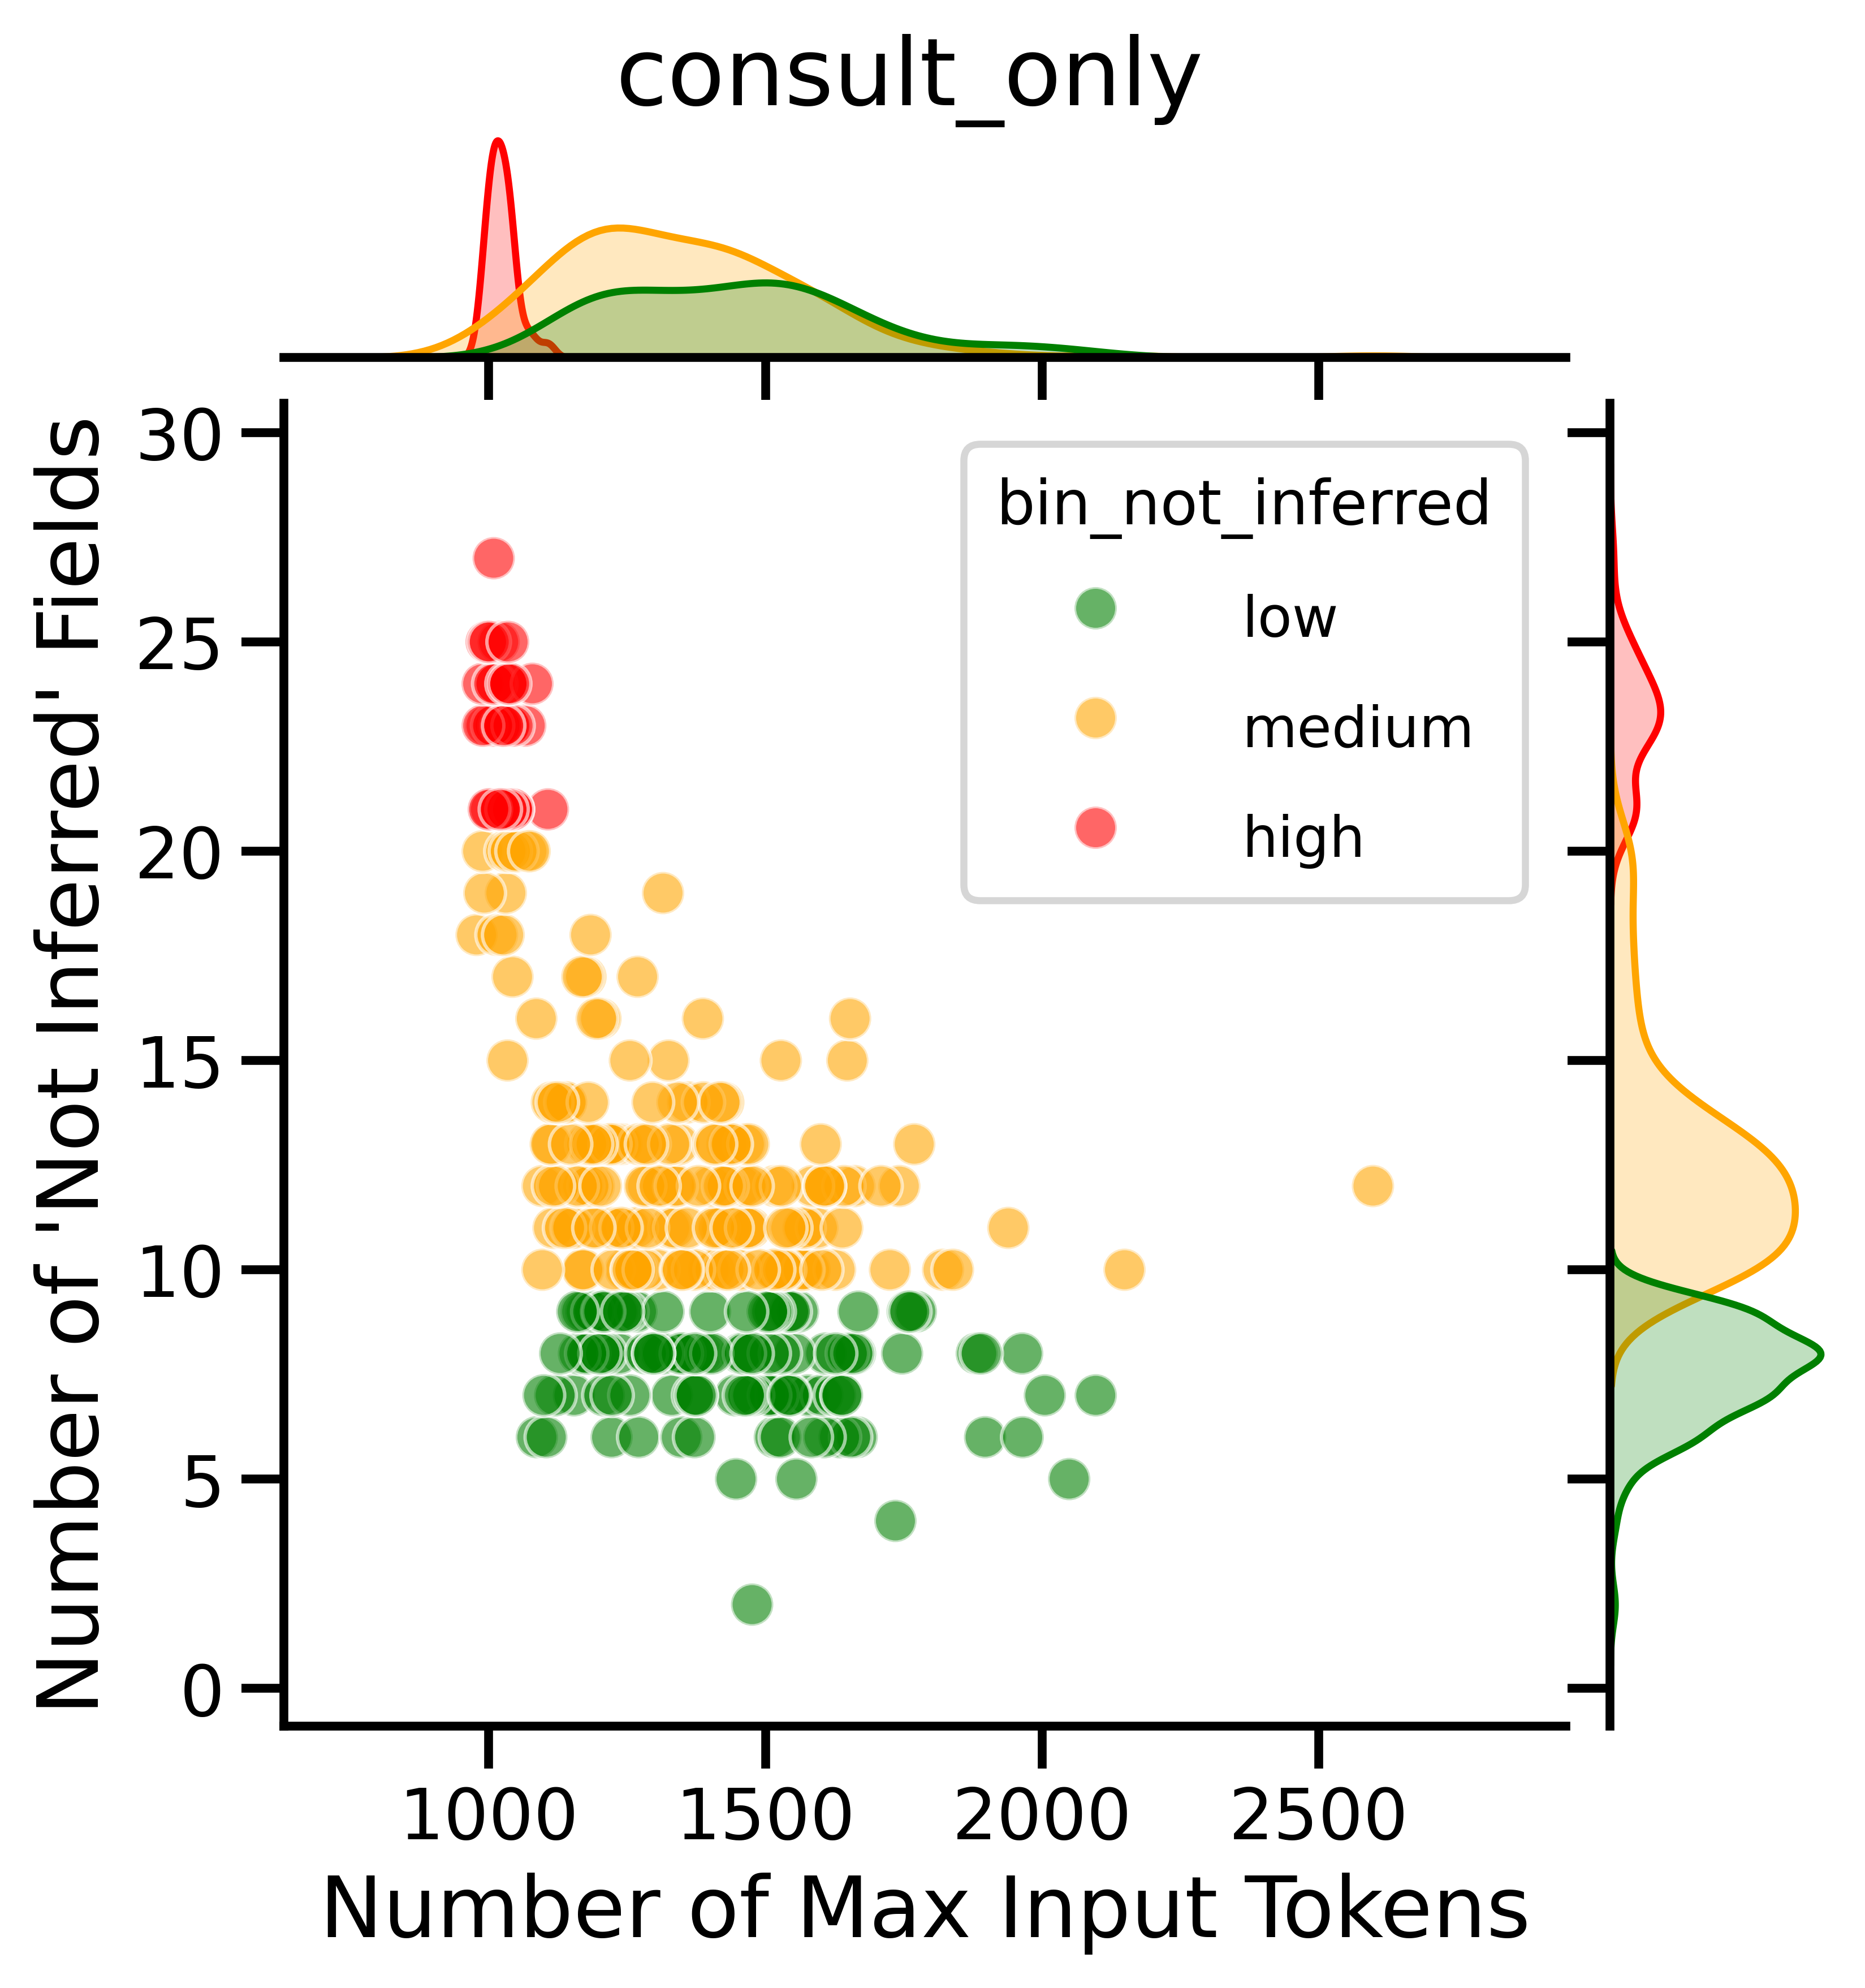 consult_only
Number of 'Not Inferred' Fields
30
25
20
15
10
5
0
bin_not_inferred
low
medium
high
1000 1500 2000 2500
Number of Max Input Tokens